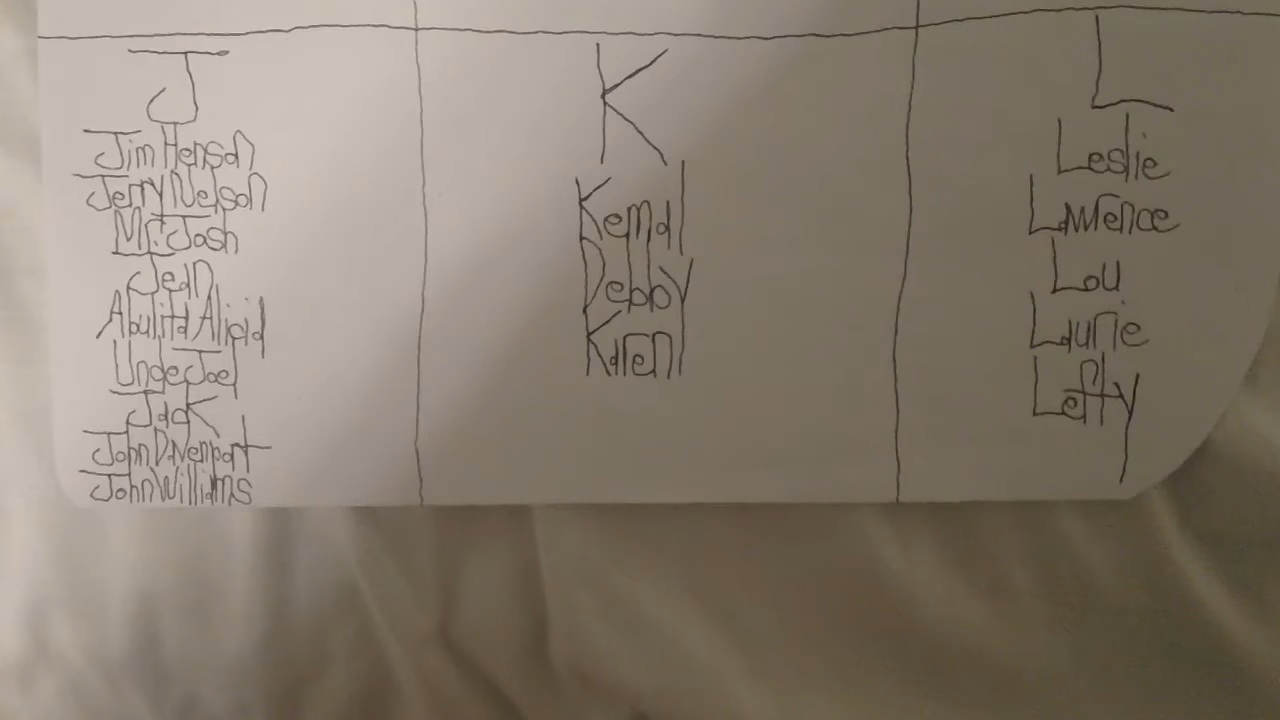 J
Jim Henson
Jerry Nelson
Mr. Josh
Jean
Abulita Alicia
Uncle Joel
Jack
John Davenport
John Williams
K
Kemal
Debby
Karen
L
Leslie
Lawrence
Lou
Laurie
Lefty